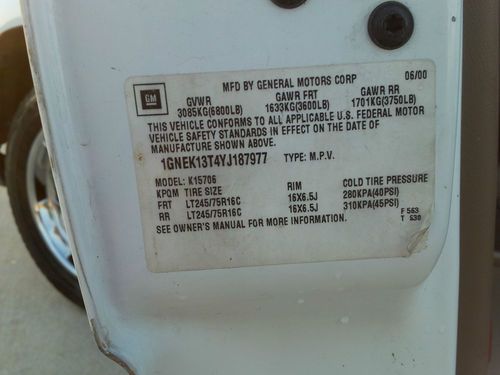 MFD BY GENERAL MOTORS CORP 06/00
GM
GVWR GAWR FRT GAWR RR
3085KG(6800LB) 1633KG(3600LB) 1701KG(3750LB)
THIS VEHICLE CONFORMS TO ALL APPLICABLE U.S. FEDERAL MOTOR
VEHICLE SAFETY STANDARDS IN EFFECT ON THE DATE OF
MANUFACTURE SHOWN ABOVE.
1GNEK13T4YJ187977 TYPE: M.P.V.
MODEL: K15706
KPQM TIRE SIZE RIM COLD TIRE PRESSURE
FRT LT245/75R16C 16X6.5J 280KPA(40PSI)
RR LT245/75R16C 16X6.5J 310KPA(45PSI)
SEE OWNER'S MANUAL FOR MORE INFORMATION.
F 563
T 530